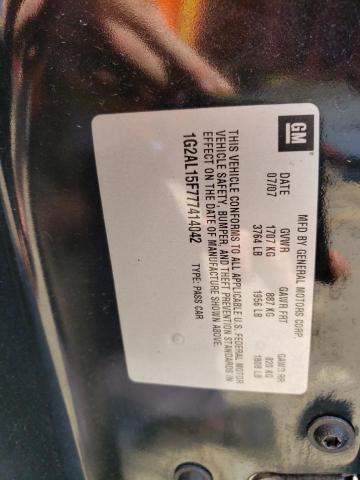 GM
MFD BY GENERAL MOTORS CORP.
DATE GVWR GAWR FRT GAWR RR
07/07 1707 KG 887 KG 820 KG
3764 LB 1956 LB 1808 LB
THIS VEHICLE CONFORMS TO ALL APPLICABLE U.S. FEDERAL MOTOR
VEHICLE SAFETY, BUMPER, AND THEFT PREVENTION STANDARDS IN
EFFECT ON THE DATE OF MANUFACTURE SHOWN ABOVE.
1G2AL15F777414042 TYPE: PASS CAR